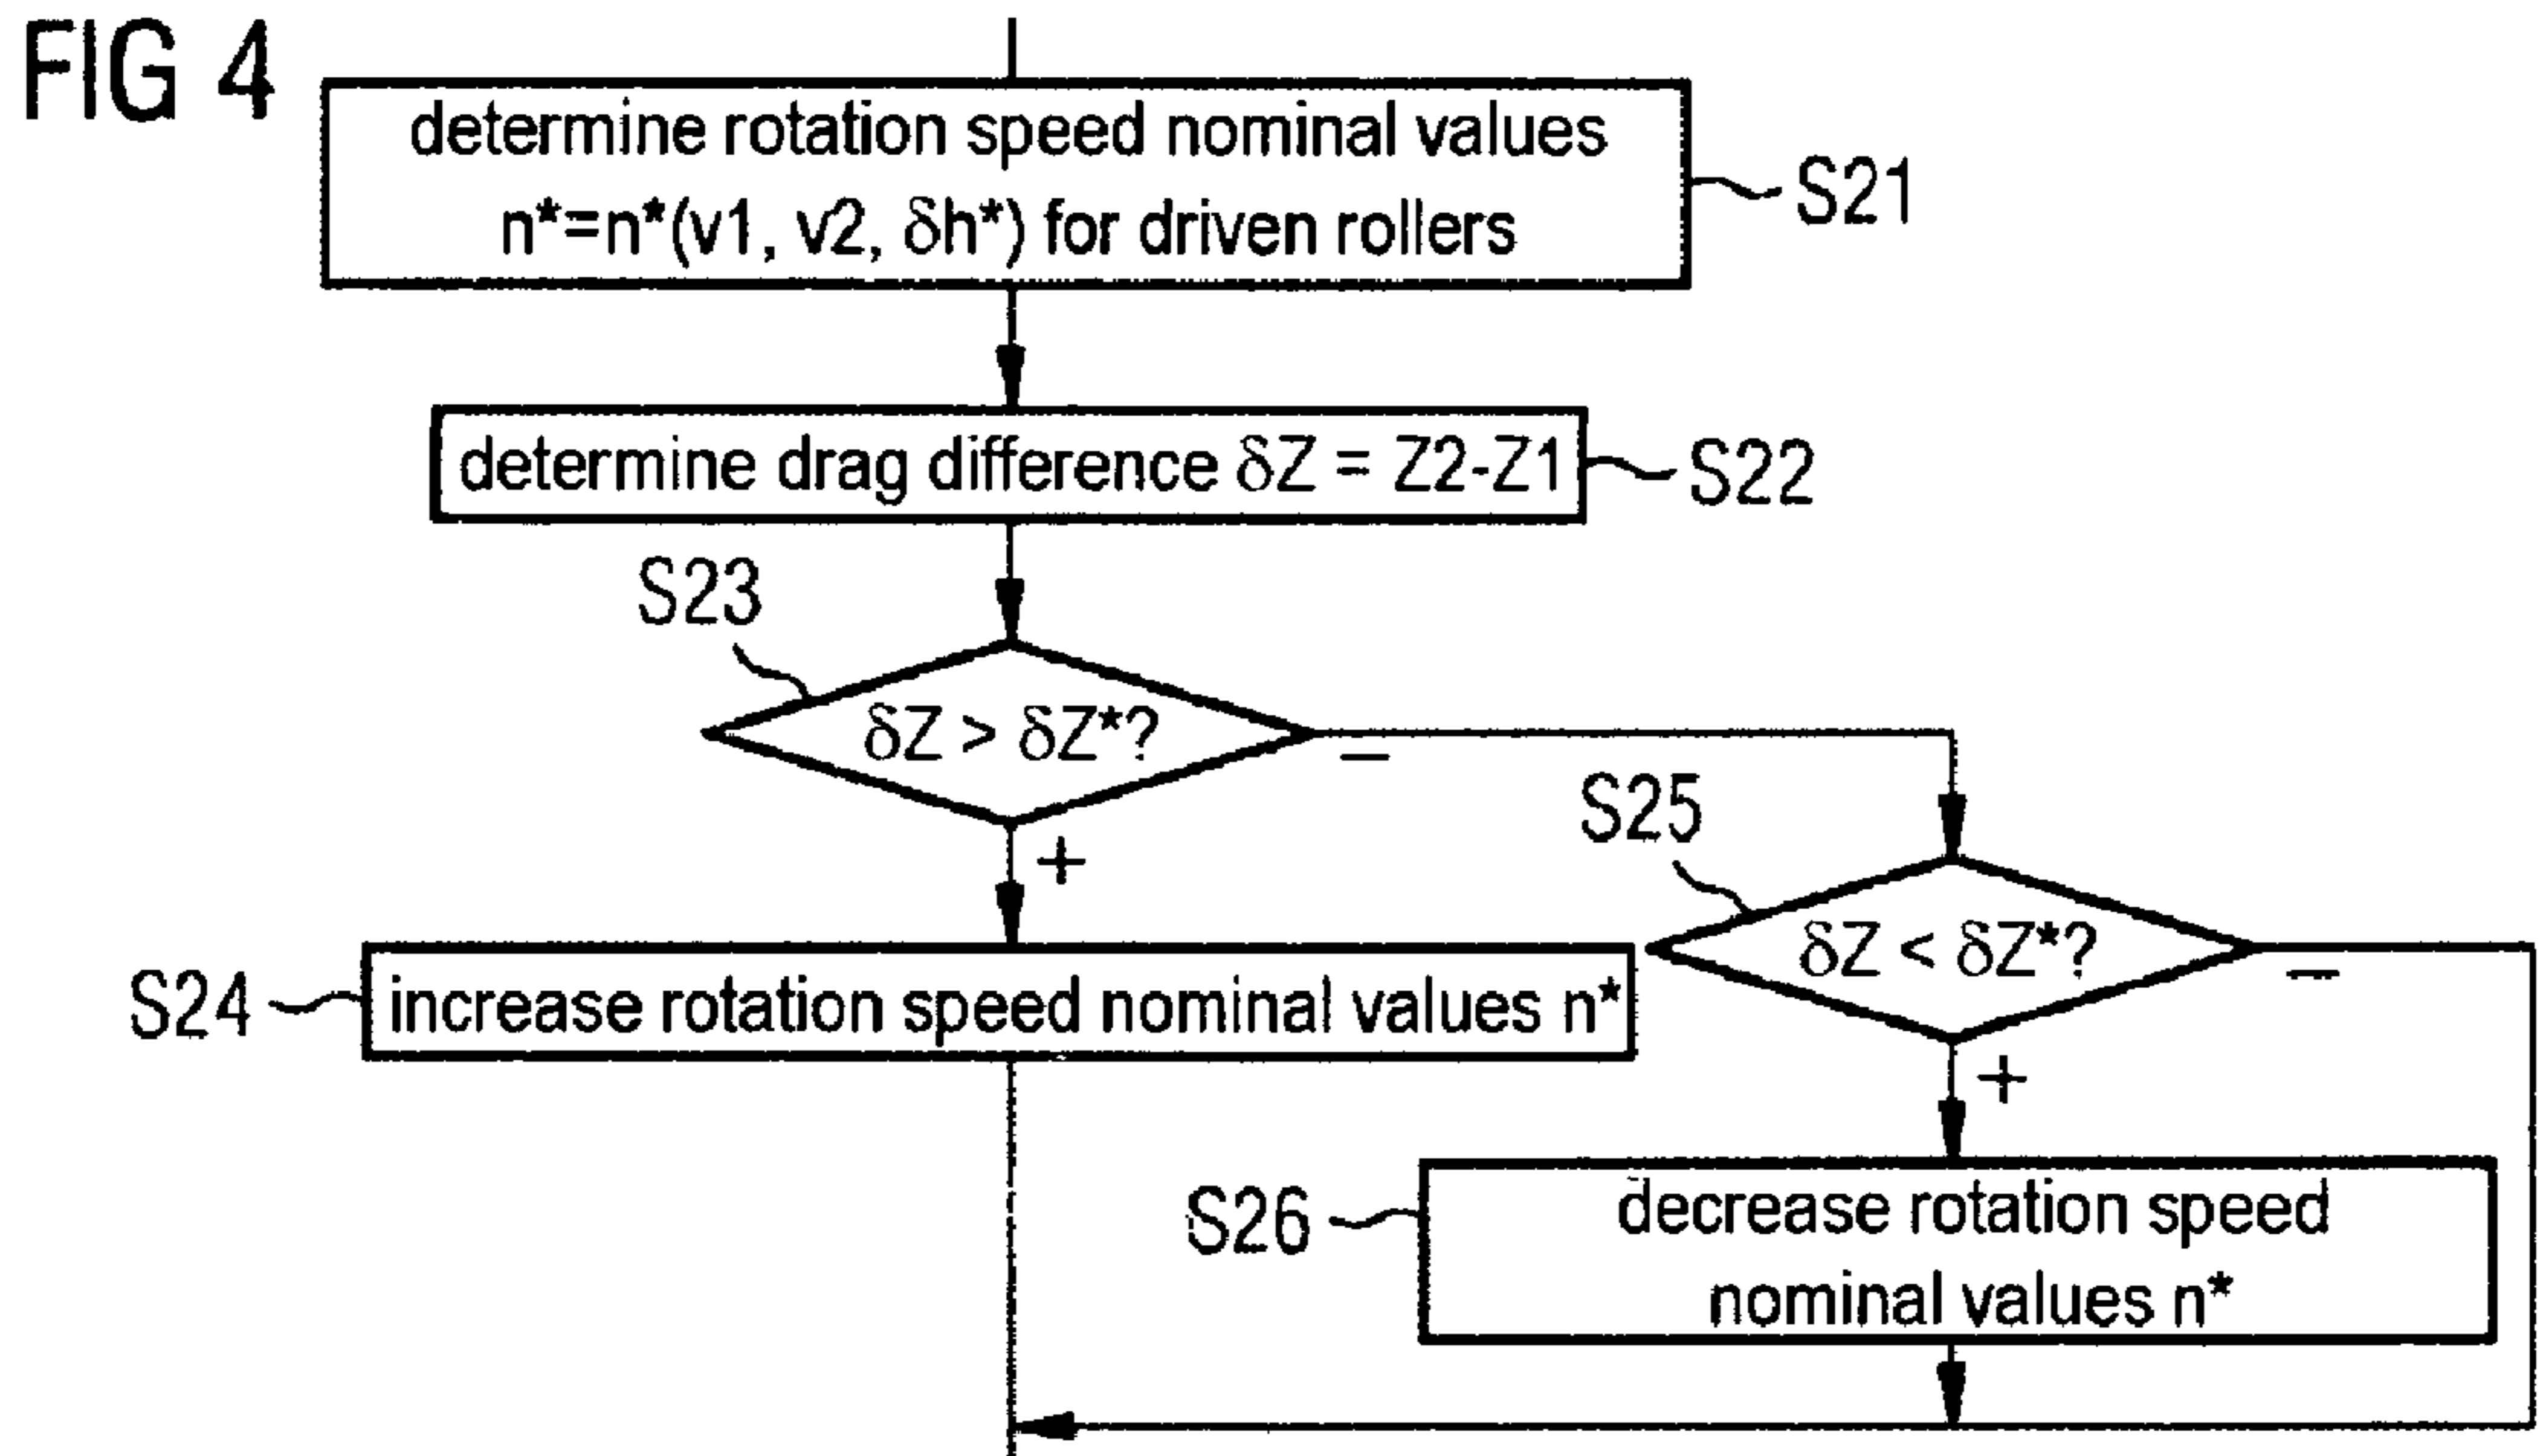 FIG 4
determine rotation speed nominal values
n*=n*(v1, v2, δh*) for driven rollers
S21
determine drag difference δZ = Z2-Z1
S22
S23
δZ > δZ*?
–
+
S25
δZ < δZ*?
–
+
S24
increase rotation speed nominal values n*
S26
decrease rotation speed
nominal values n*